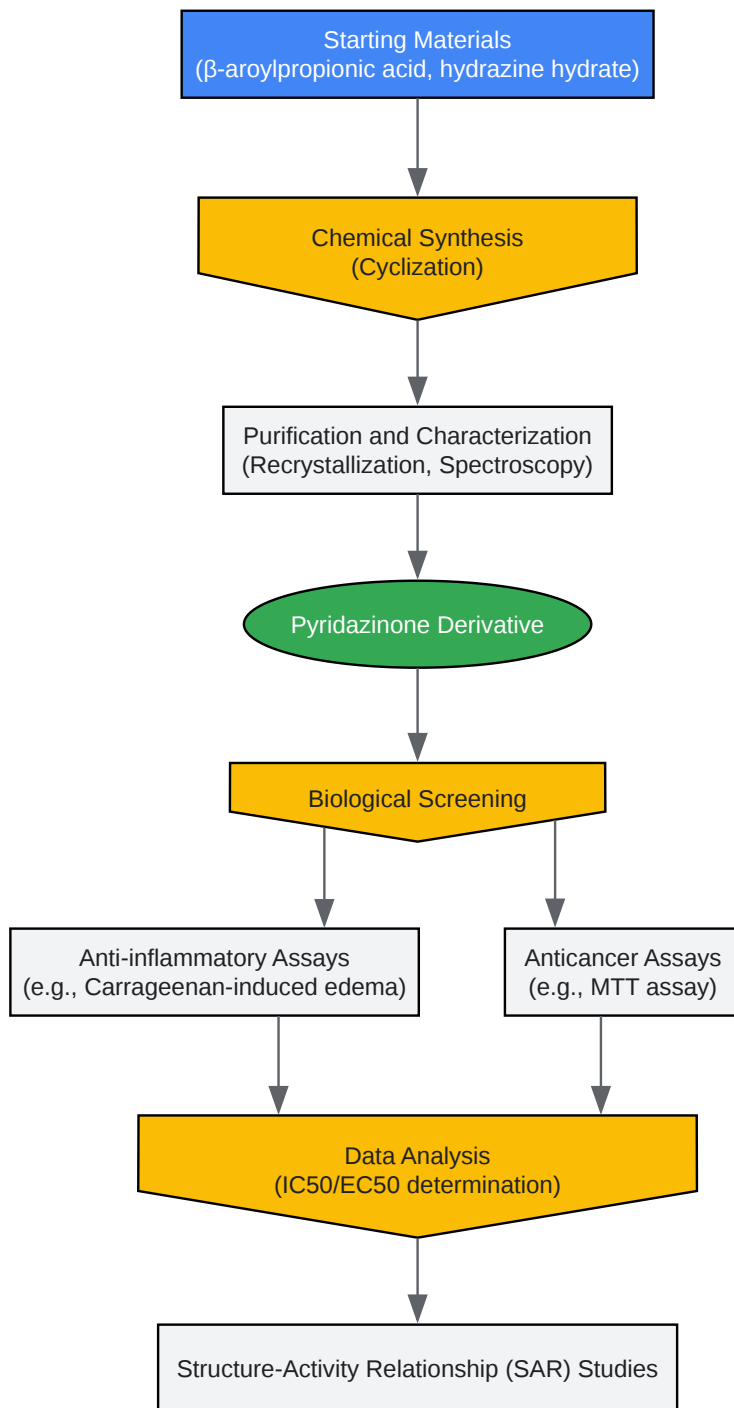 Starting Materials
(β-aroylpropionic acid, hydrazine hydrate)
Chemical Synthesis
(Cyclization)
Purification and Characterization
(Recrystallization, Spectroscopy)
Pyridazinone Derivative
Biological Screening
Anti-inflammatory Assays
(e.g., Carrageenan-induced edema)
Anticancer Assays
(e.g., MTT assay)
Data Analysis
(IC50/EC50 determination)
Structure-Activity Relationship (SAR) Studies